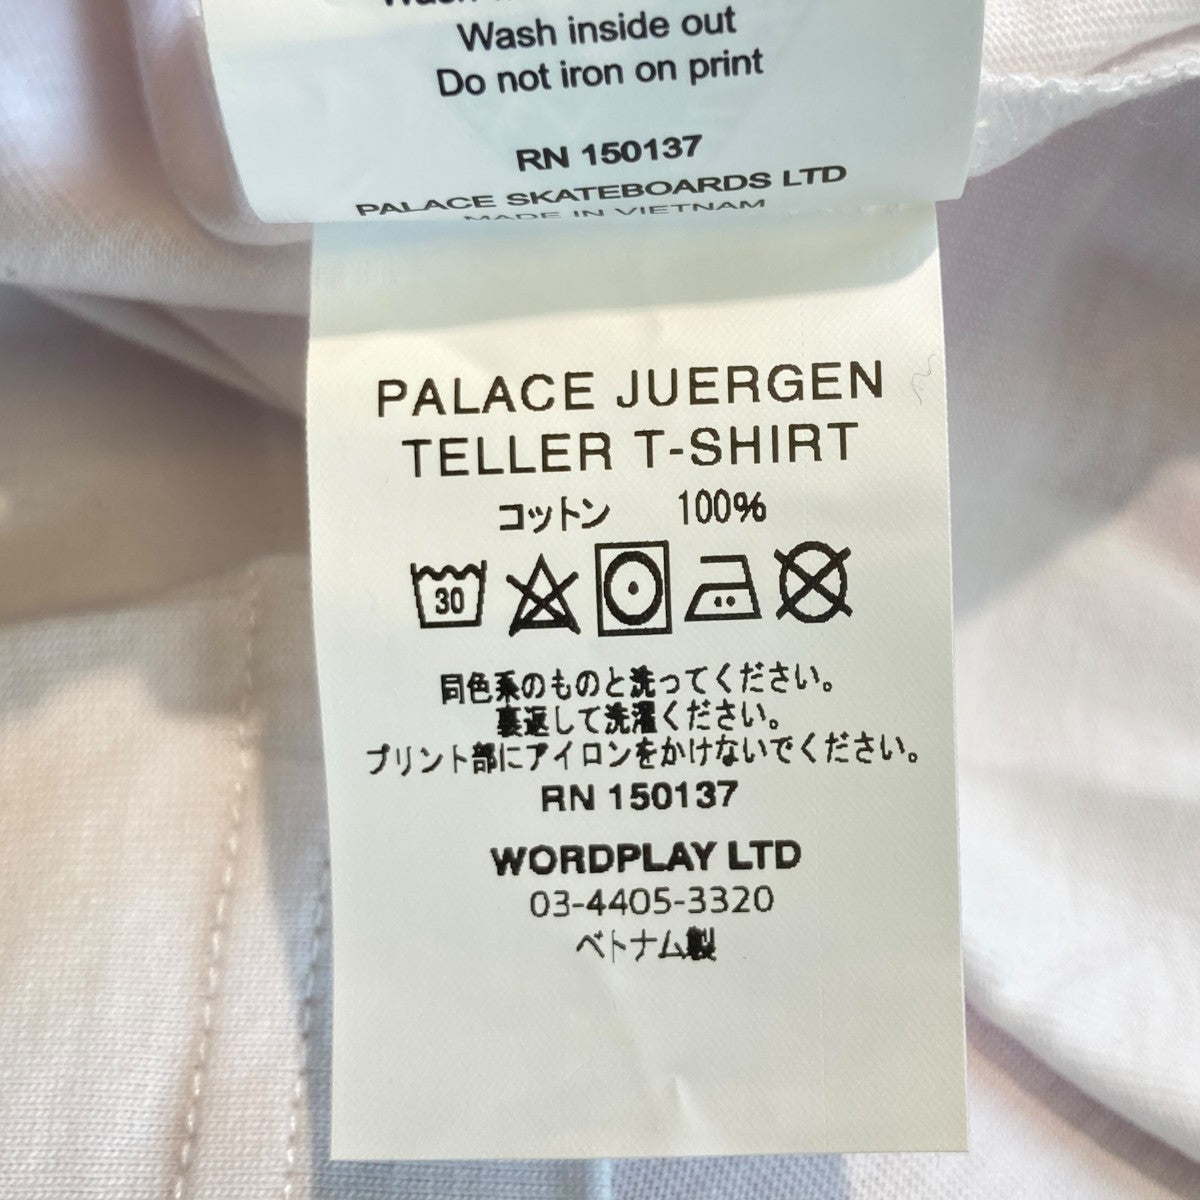 Wash inside out
Do not iron on print
RN 150137
PALACE SKATEBOARDS LTD
MADE IN VIETNAM
PALACE JUERGEN
TELLER T-SHIRT
コットン 100%
30
同色系のものと洗ってください。
裏返して洗濯ください。
プリント部にアイロンをかけないでください。
RN 150137
WORDPLAY LTD
03-4405-3320
ベトナム製